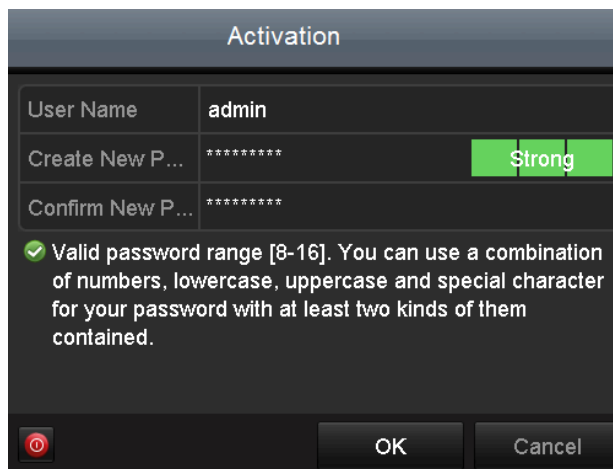 Activation
User Name admin
Create New P... ********* Strong
Confirm New P... *********
Valid password range [8-16]. You can use a combination
of numbers, lowercase, uppercase and special character
for your password with at least two kinds of them
contained.
OK Cancel